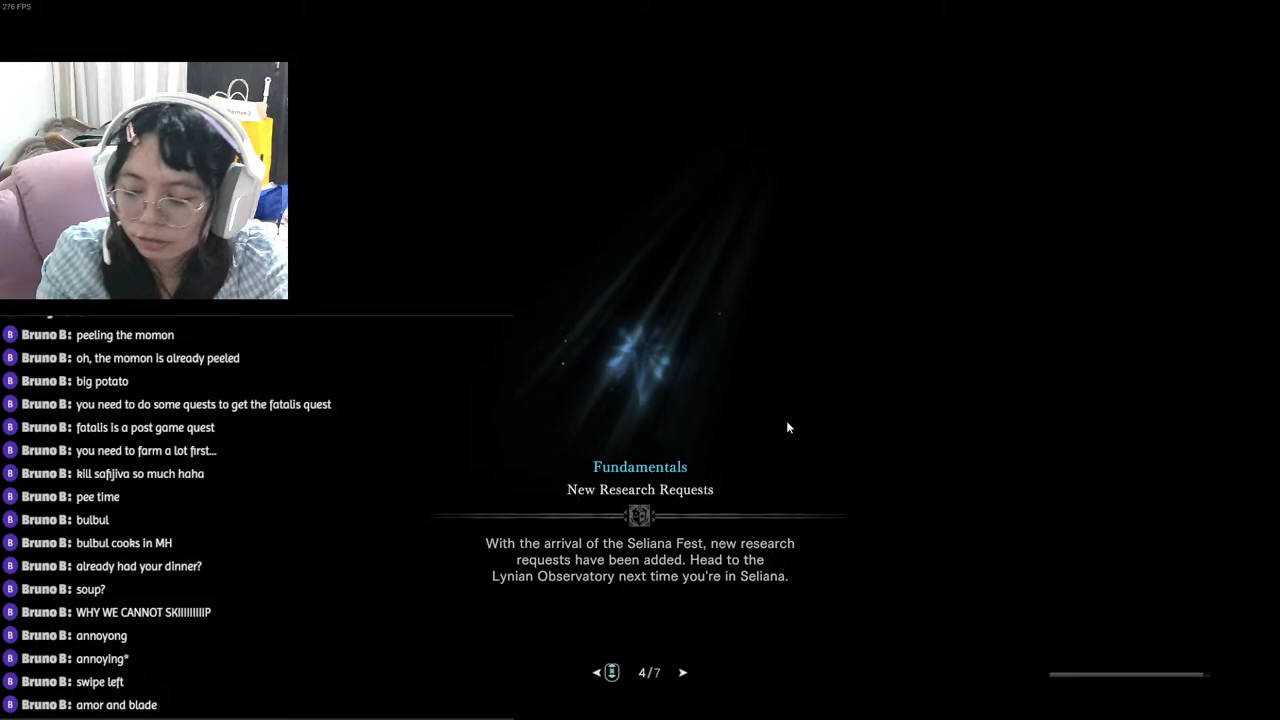 276 FPS
B Bruno B: peeling the momon
B Bruno B: oh, the momon is already peeled
B Bruno B: big potato
B Bruno B: you need to do some quests to get the fatalis quest
B Bruno B: fatalis is a post game quest
B Bruno B: you need to farm a lot first...
B Bruno B: kill safijiva so much haha
B Bruno B: pee time
B Bruno B: bulbul
B Bruno B: bulbul cooks in MH
B Bruno B: already had your dinner?
B Bruno B: soup?
B Bruno B: WHY WE CANNOT SKIIIIIIIIP
B Bruno B: annoyong
B Bruno B: annoying*
B Bruno B: swipe left
B Bruno B: amor and blade
Fundamentals
New Research Requests
With the arrival of the Seliana Fest, new research
requests have been added. Head to the
Lynian Observatory next time you're in Seliana.
4/7